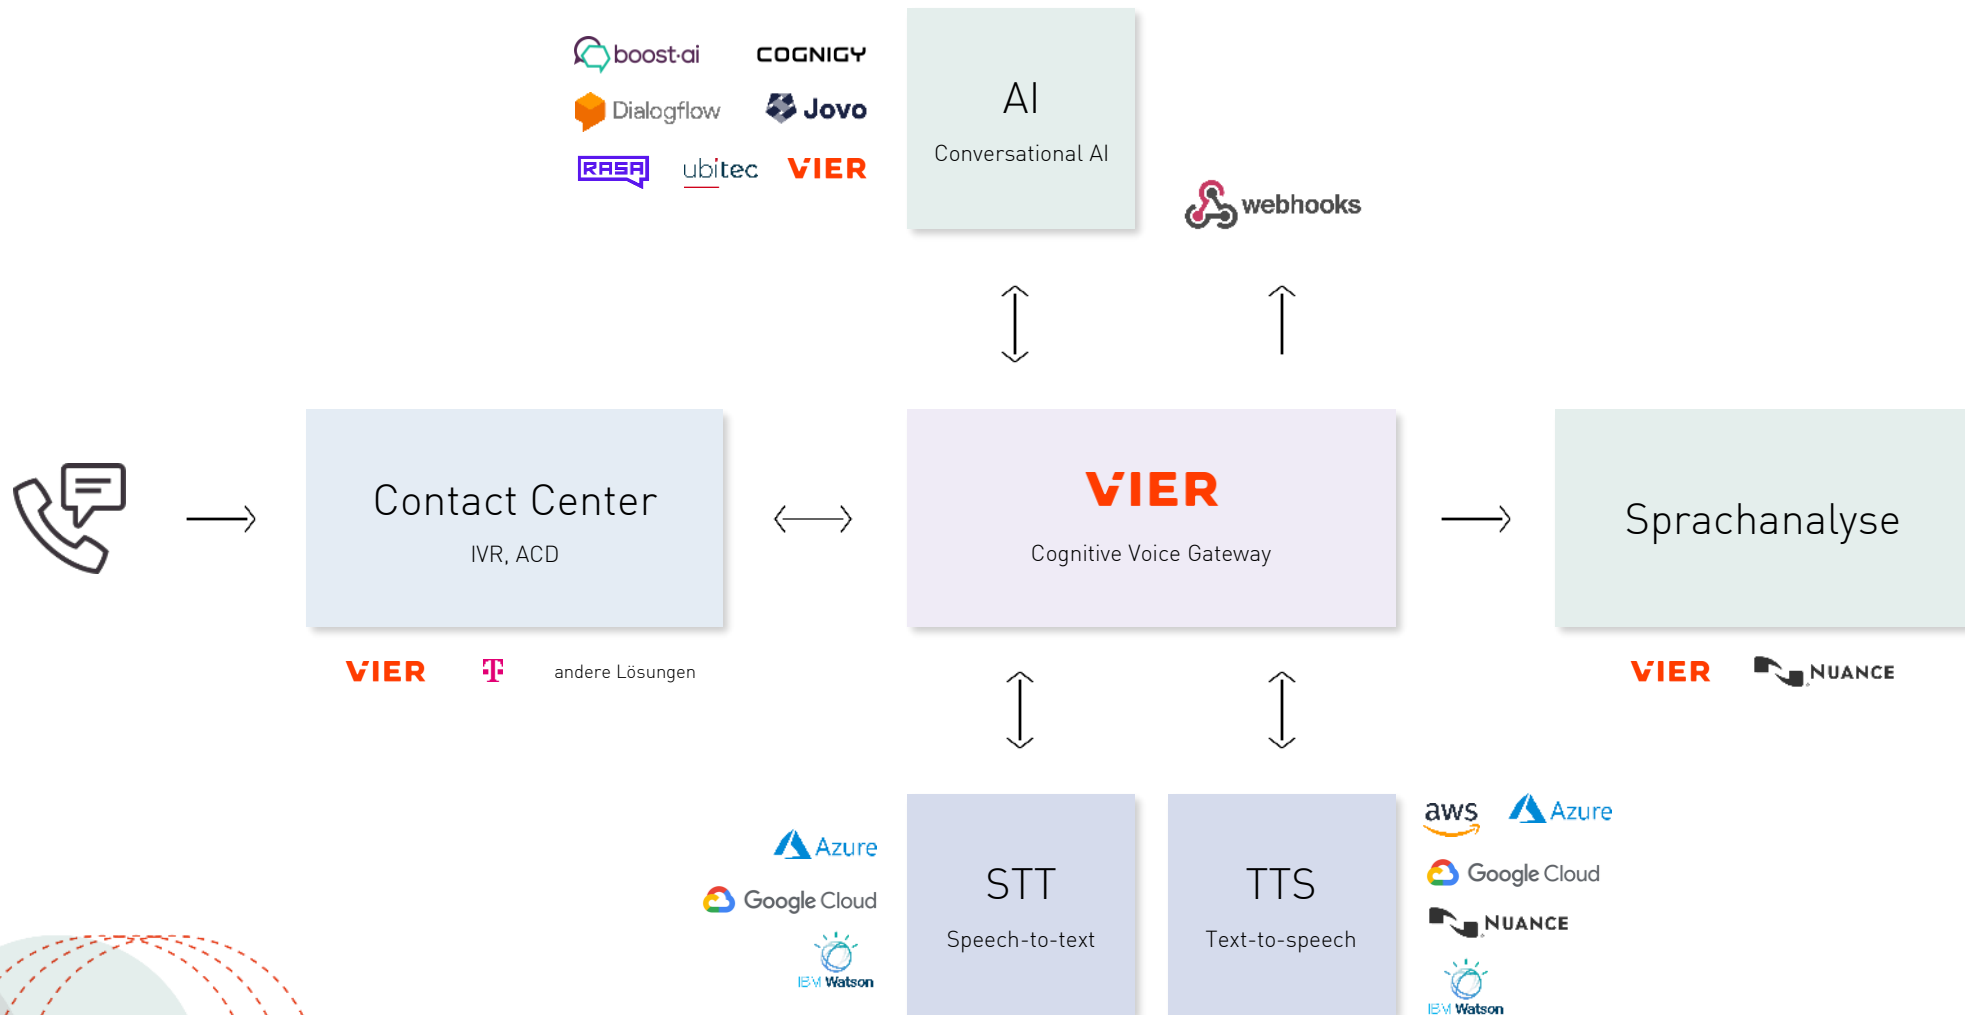 boost.ai
COGNIGY
Dialogflow
Jovo
RASA
ubitec
VIER
AI
Conversational AI
webhooks
Contact Center
IVR, ACD
VIER
T
andere Lösungen
VIER
Cognitive Voice Gateway
Sprachanalyse
VIER
NUANCE
Azure
Google Cloud
IBM Watson
STT
Speech-to-text
TTS
Text-to-speech
aws
Azure
Google Cloud
NUANCE
IBM Watson